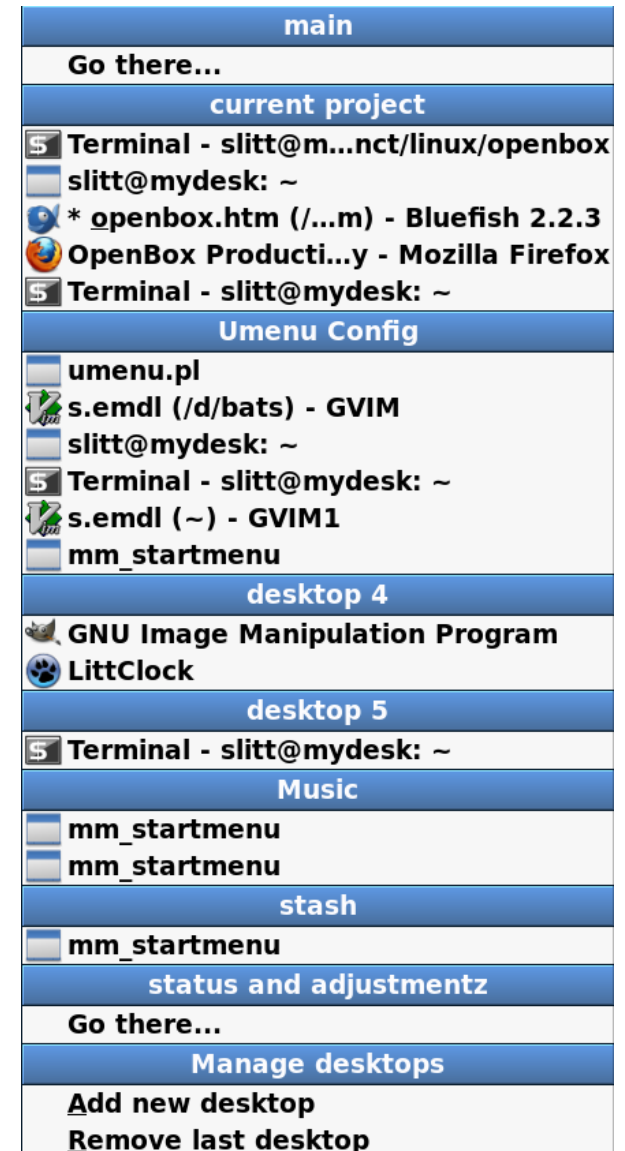 main
Go there...
current project
Terminal - slitt@m...nct/linux/openbox
slitt@mydesk: ~
* openbox.htm (/...m) - Bluefish 2.2.3
OpenBox Producti...y - Mozilla Firefox
Terminal - slitt@mydesk: ~
Umenu Config
umenu.pl
s.emdl (/d/bats) - GVIM
slitt@mydesk: ~
Terminal - slitt@mydesk: ~
s.emdl (~) - GVIM1
mm_startmenu
desktop 4
GNU Image Manipulation Program
LittClock
desktop 5
Terminal - slitt@mydesk: ~
Music
mm_startmenu
mm_startmenu
stash
mm_startmenu
status and adjustmentz
Go there...
Manage desktops
Add new desktop
Remove last desktop